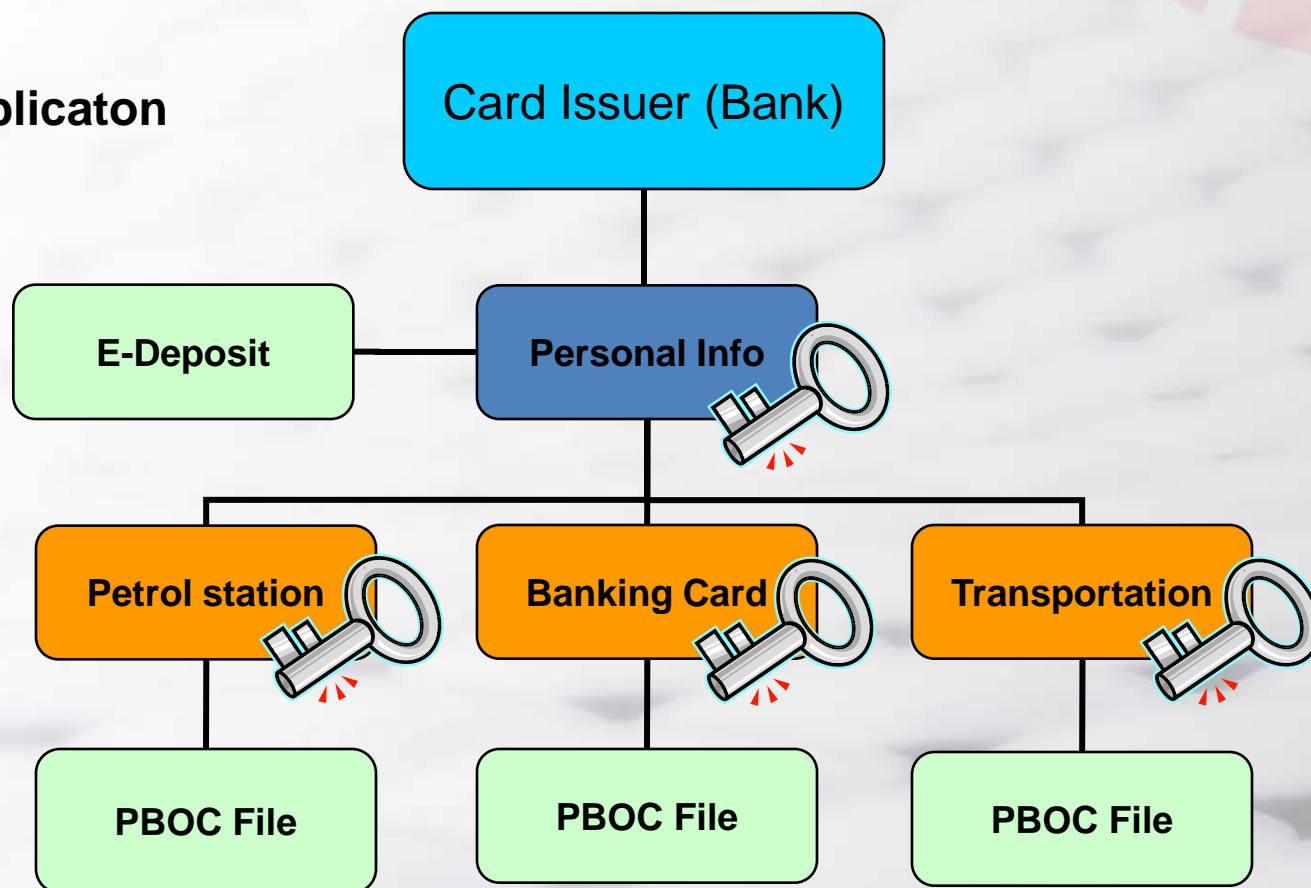 Card Issuer (Bank)
plicaton
E-Deposit
Personal Info
Petrol station
Banking Card
Transportation
PBOC File
PBOC File
PBOC File